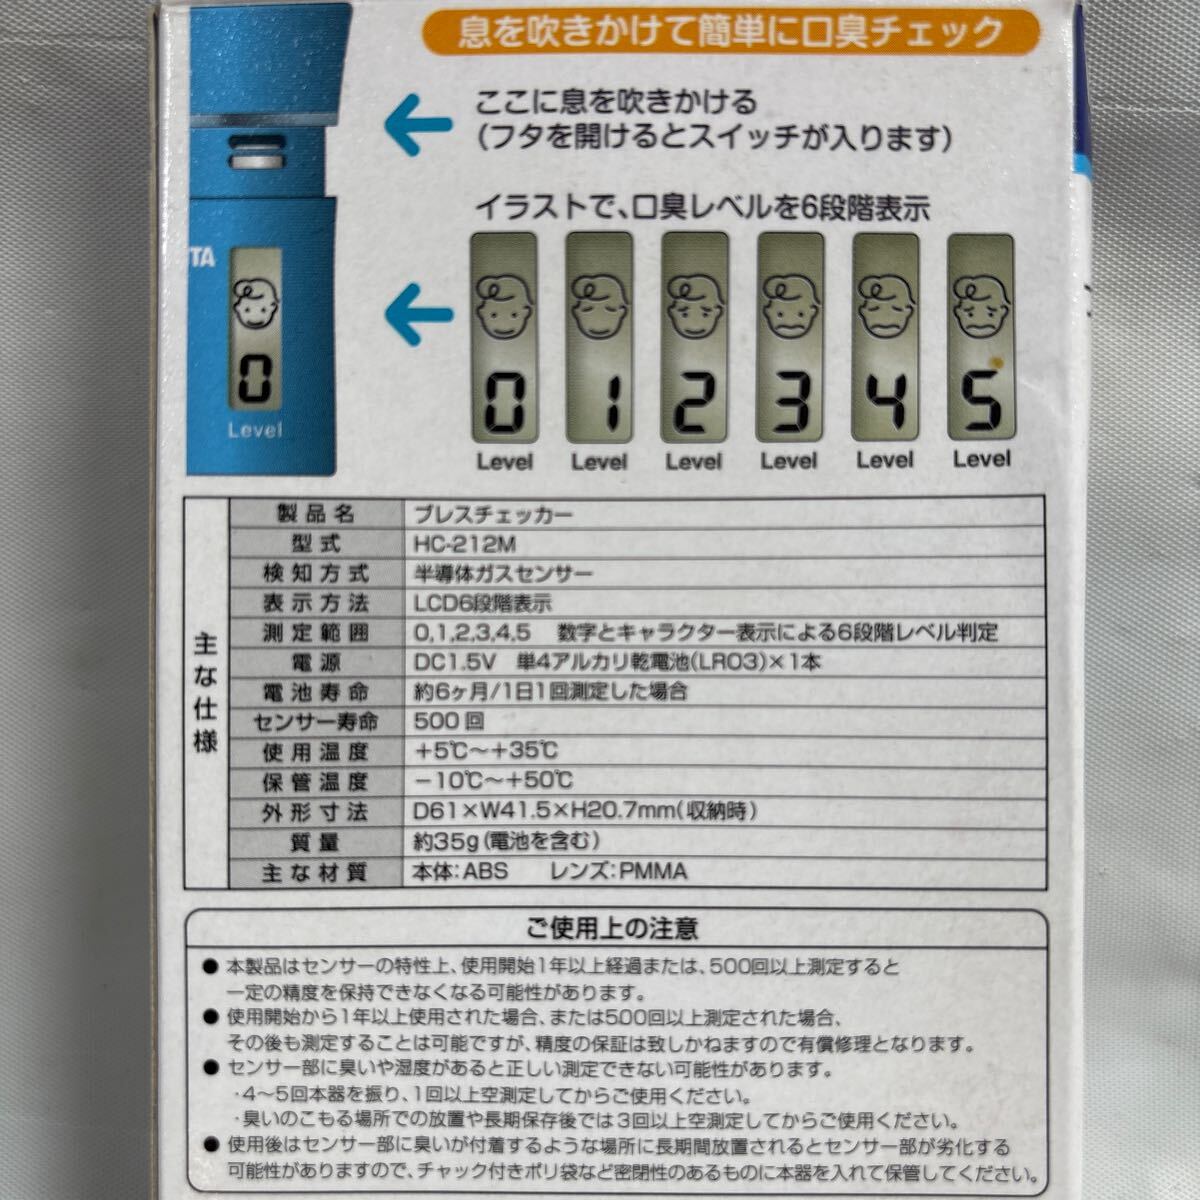 息を吹きかけて簡単に口臭チェック
ここに息を吹きかける
(フタを開けるとスイッチが入ります)
イラストで、口臭レベルを6段階表示
TA
0
Level
0 1 2 3 4 5
Level Level Level Level Level Level
主な仕様
製品名 ブレスチェッカー
型式 HC-212M
検知方式 半導体ガスセンサー
表示方法 LCD6段階表示
測定範囲 0,1,2,3,4,5 数字とキャラクター表示による6段階レベル判定
電源 DC1.5V 単4アルカリ乾電池(LR03)×1本
電池寿命 約6ヶ月/1日1回測定した場合
センサー寿命 500回
使用温度 +5℃〜+35℃
保管温度 −10℃〜+50℃
外形寸法 D61×W41.5×H20.7mm(収納時)
質量 約35g(電池を含む)
主な材質 本体:ABS レンズ:PMMA
ご使用上の注意
● 本製品はセンサーの特性上、使用開始1年以上経過または、500回以上測定すると
一定の精度を保持できなくなる可能性があります。
● 使用開始から1年以上使用された場合、または500回以上測定された場合、
その後も測定することは可能ですが、精度の保証は致しかねますので有償修理となります。
● センサー部に臭いや湿度があると正しい測定できない可能性があります。
・4〜5回本器を振り、1回以上空測定してからご使用ください。
・臭いのこもる場所での放置や長期保存後では3回以上空測定してからご使用ください。
● 使用後はセンサー部に臭いが付着するような場所に長期間放置されるとセンサー部が劣化する
可能性がありますので、チャック付きポリ袋など密閉性のあるものに本器を入れて保管してください。